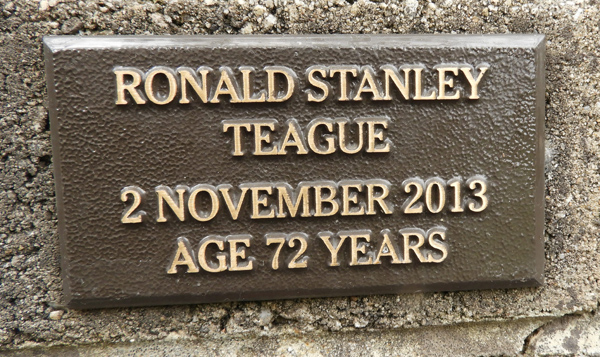 RONALD STANLEY
TEAGUE
2 NOVEMBER 2013
AGE 72 YEARS